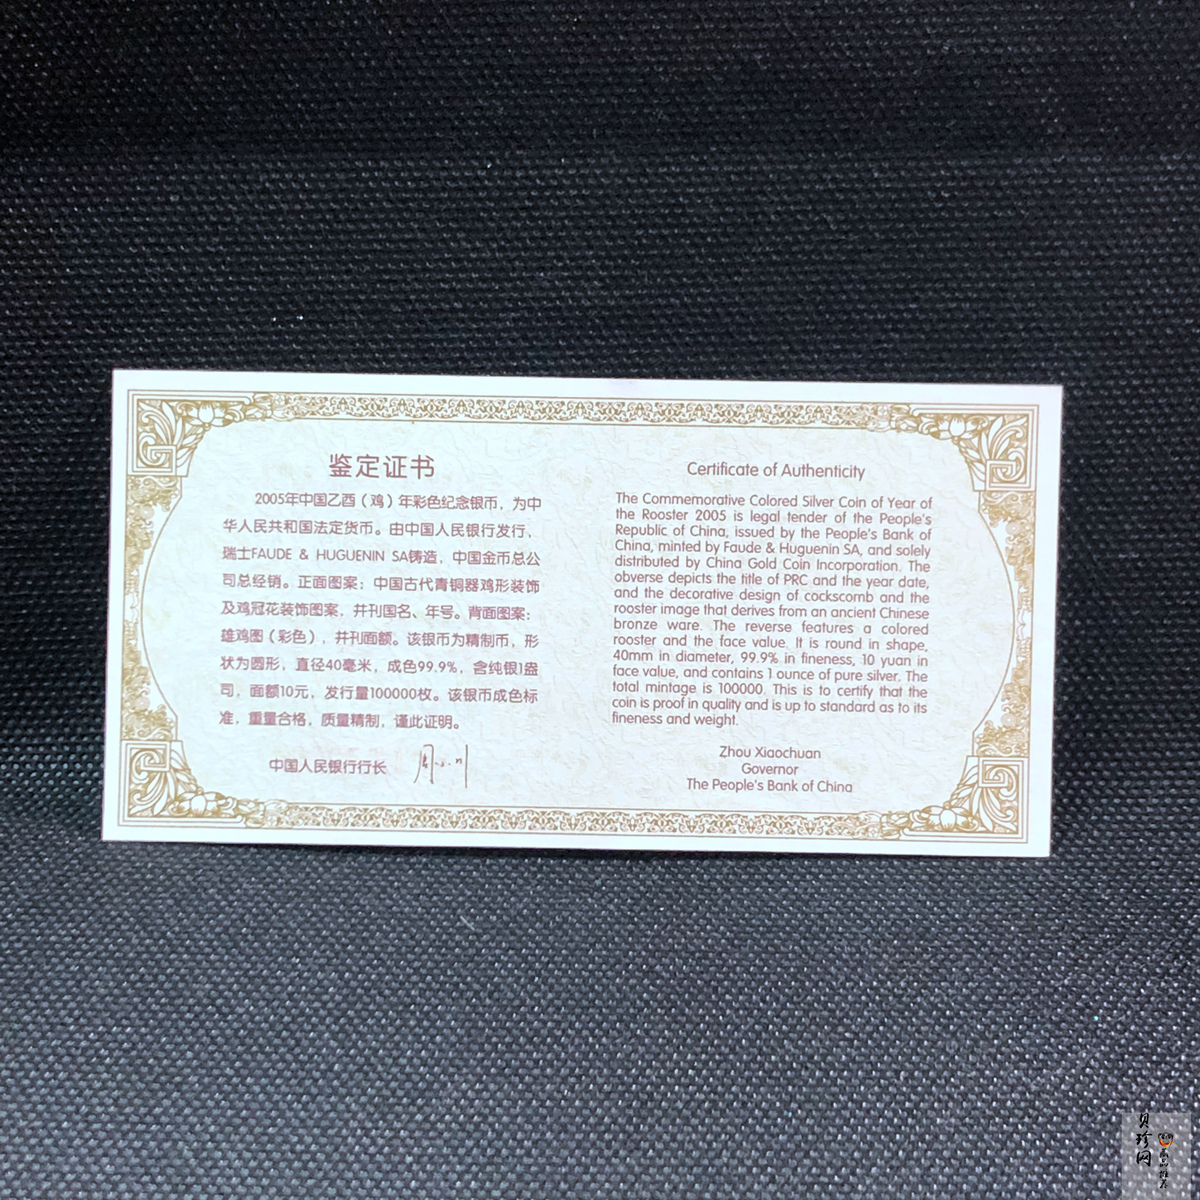 鉴定证书
2005年中国乙酉（鸡）年彩色纪念银币，为中
华人民共和国法定货币。由中国人民银行发行、
瑞士FAUDE & HUGUENIN SA铸造，中国金币总公
司总经销。正面图案：中国古代青铜器鸡形装饰
及鸡冠花装饰图案，并刊国名、年号。背面图案：
雄鸡图（彩色），并刊面额。该银币为精制币，形
状为圆形，直径40毫米，成色99.9%，含纯银1盎
司，面额10元，发行量100000枚。该银币成色标
准，重量合格，质量精制，谨此证明。
中国人民银行行长
Certificate of Authenticity
The Commemorative Colored Silver Coin of Year of
the Rooster 2005 is legal tender of the People's
Republic of China, issued by the People's Bank of
China, minted by Faude & Huguenin SA, and solely
distributed by China Gold Coin Incorporation. The
obverse depicts the title of PRC and the year date,
and the decorative design of cockscomb and the
rooster image that derives from an ancient Chinese
bronze ware. The reverse features a colored
rooster and the face value. It is round in shape,
40mm in diameter, 99.9% in fineness, 10 yuan in
face value, and contains 1 ounce of pure silver. The
total mintage is 100000. This is to certify that the
coin is proof in quality and is up to standard as to its
fineness and weight.
Zhou Xiaochuan
Governor
The People's Bank of China
贝珍网